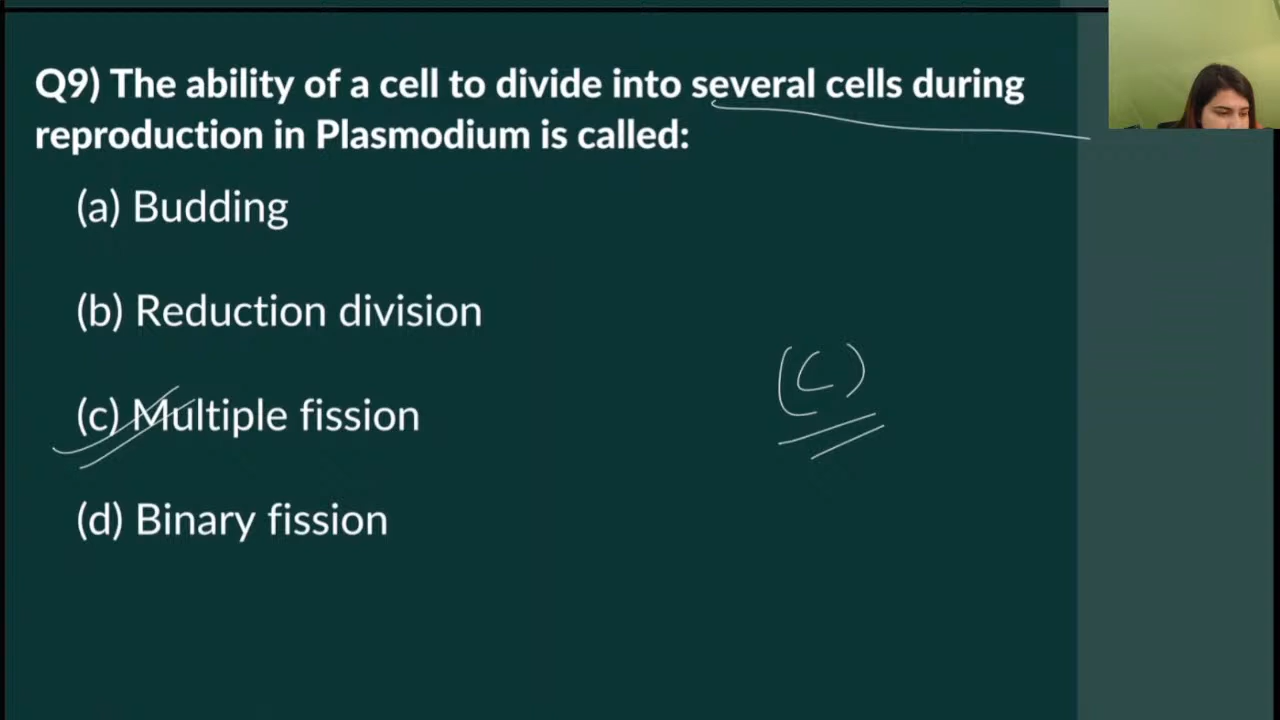 Q9) The ability of a cell to divide into several cells during
reproduction in Plasmodium is called:
(a) Budding
(b) Reduction division
(c) Multiple fission
(C)
(d) Binary fission